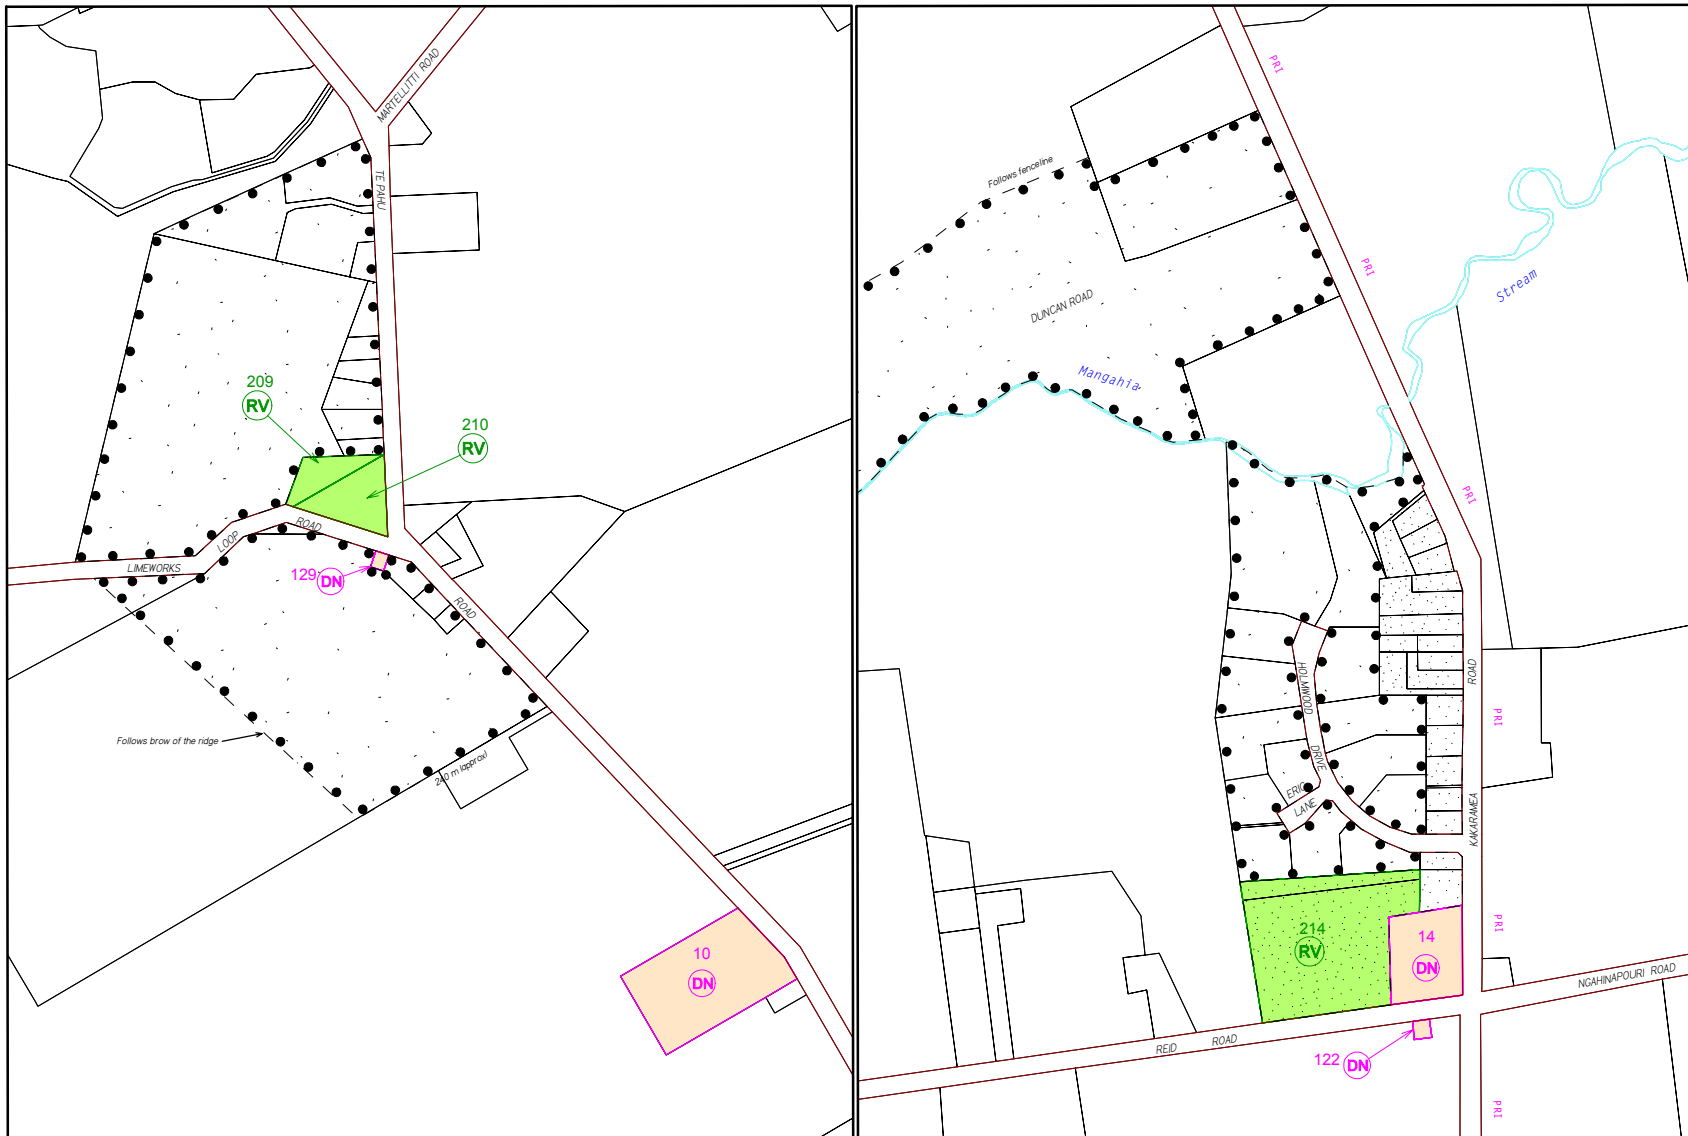 MARTELLITTI ROAD
TE PAHU
209
RV
210
RV
ROAD
LOOP
LIMEWORKS
129
DN
ROAD
Follows brow of the ridge
240 m (approx)
10
DN
PRI
Follows fenceline
PRI
Stream
DUNCAN ROAD
Mangahia
PRI
HOLMWOOD
DRIVE
ROAD
PRI
ERIC
LANE
KAKARAMEA
214
RV
14
DN
PRI
NGAHINAPOURI ROAD
REID ROAD
122
DN
PRI